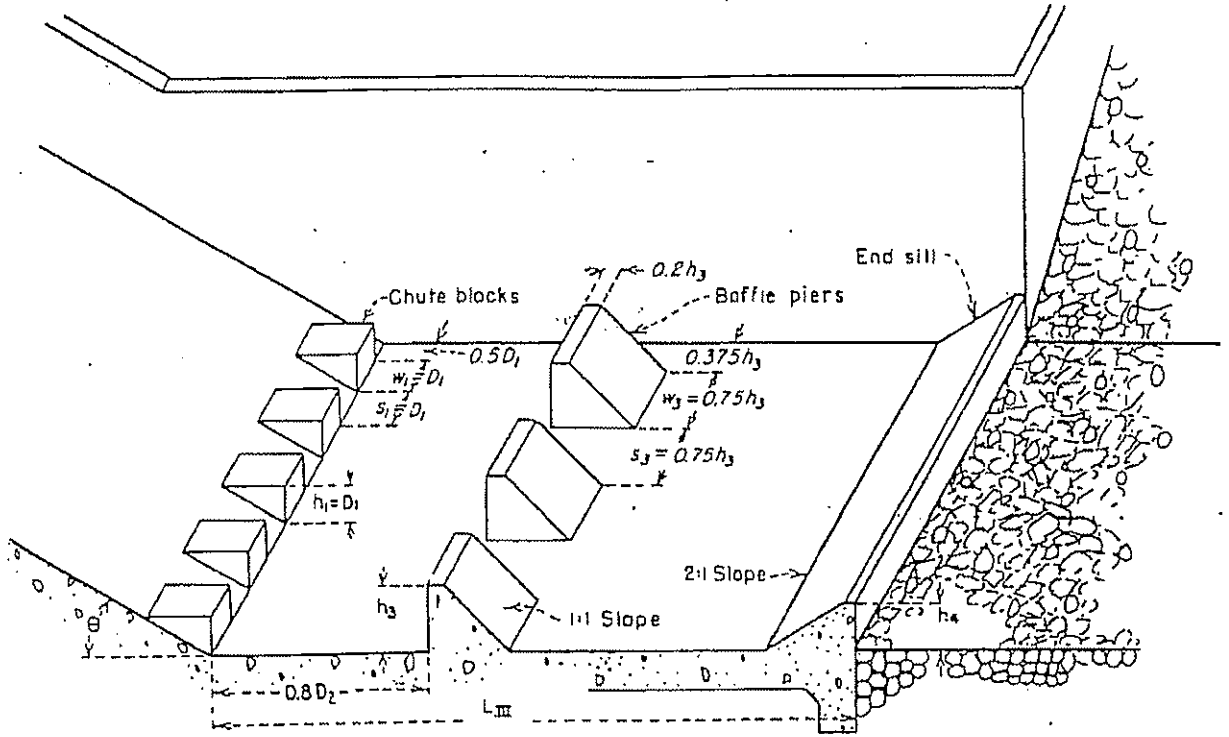 0.2h₃
End sill
Chute blocks
Baffle piers
0.5D₁
0.375h₃
w₁=D₁
w₃=0.75h₃
s₁=D₁
s₃=0.75h₃
h₁=D₁
2:1 Slope
h₃
1:1 Slope
h₄
θ
0.8D₂
L III